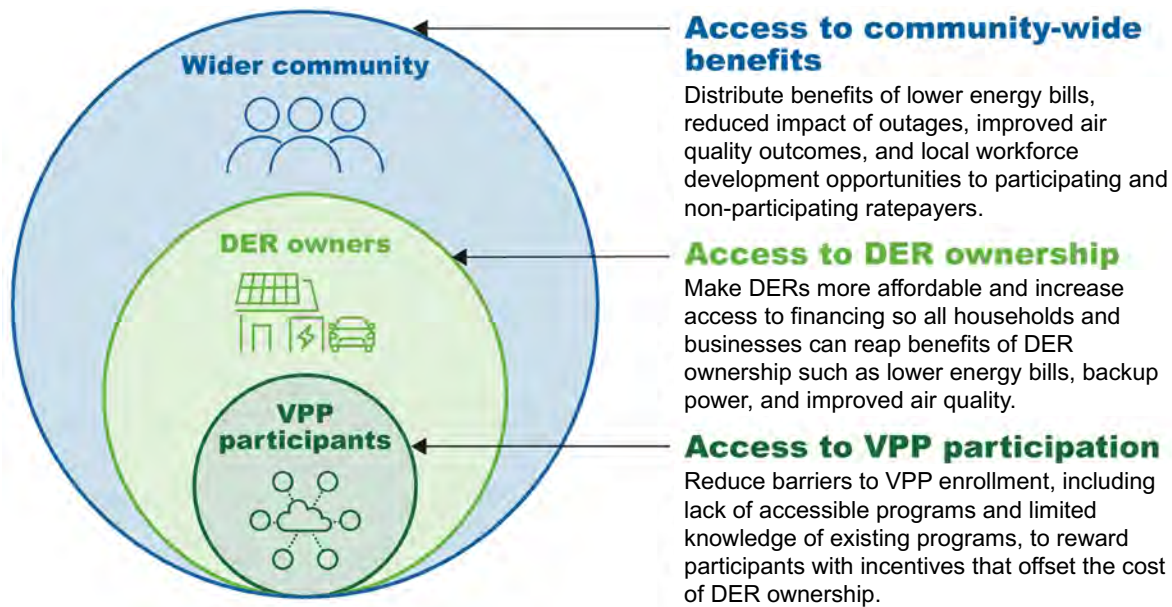 Wider community
DER owners
VPP
participants
Access to community-wide
benefits
Distribute benefits of lower energy bills,
reduced impact of outages, improved air
quality outcomes, and local workforce
development opportunities to participating and
non-participating ratepayers.
Access to DER ownership
Make DERs more affordable and increase
access to financing so all households and
businesses can reap benefits of DER
ownership such as lower energy bills, backup
power, and improved air quality.
Access to VPP participation
Reduce barriers to VPP enrollment, including
lack of accessible programs and limited
knowledge of existing programs, to reward
participants with incentives that offset the cost
of DER ownership.